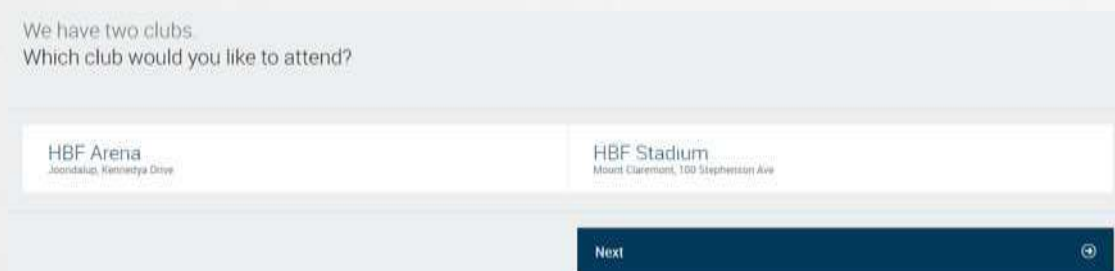 We have two clubs.
Which club would you like to attend?
HBF Arena
Joondalup, Kennedya Drive
HBF Stadium
Mount Claremont, 100 Stephenson Ave
Next